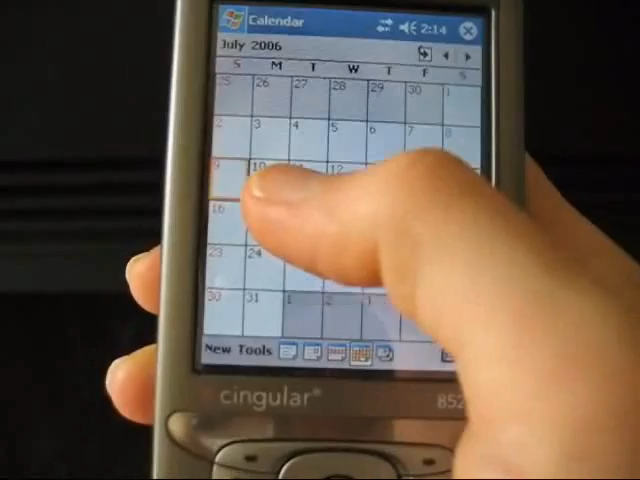 Calendar 2:14
July 2006
S M T W T F S
25 26 27 28 29 30 1
2 3 4 5 6 7 8
9 10 11 12
16
23 24
30 31 1 2
New Tools
cingular®
852